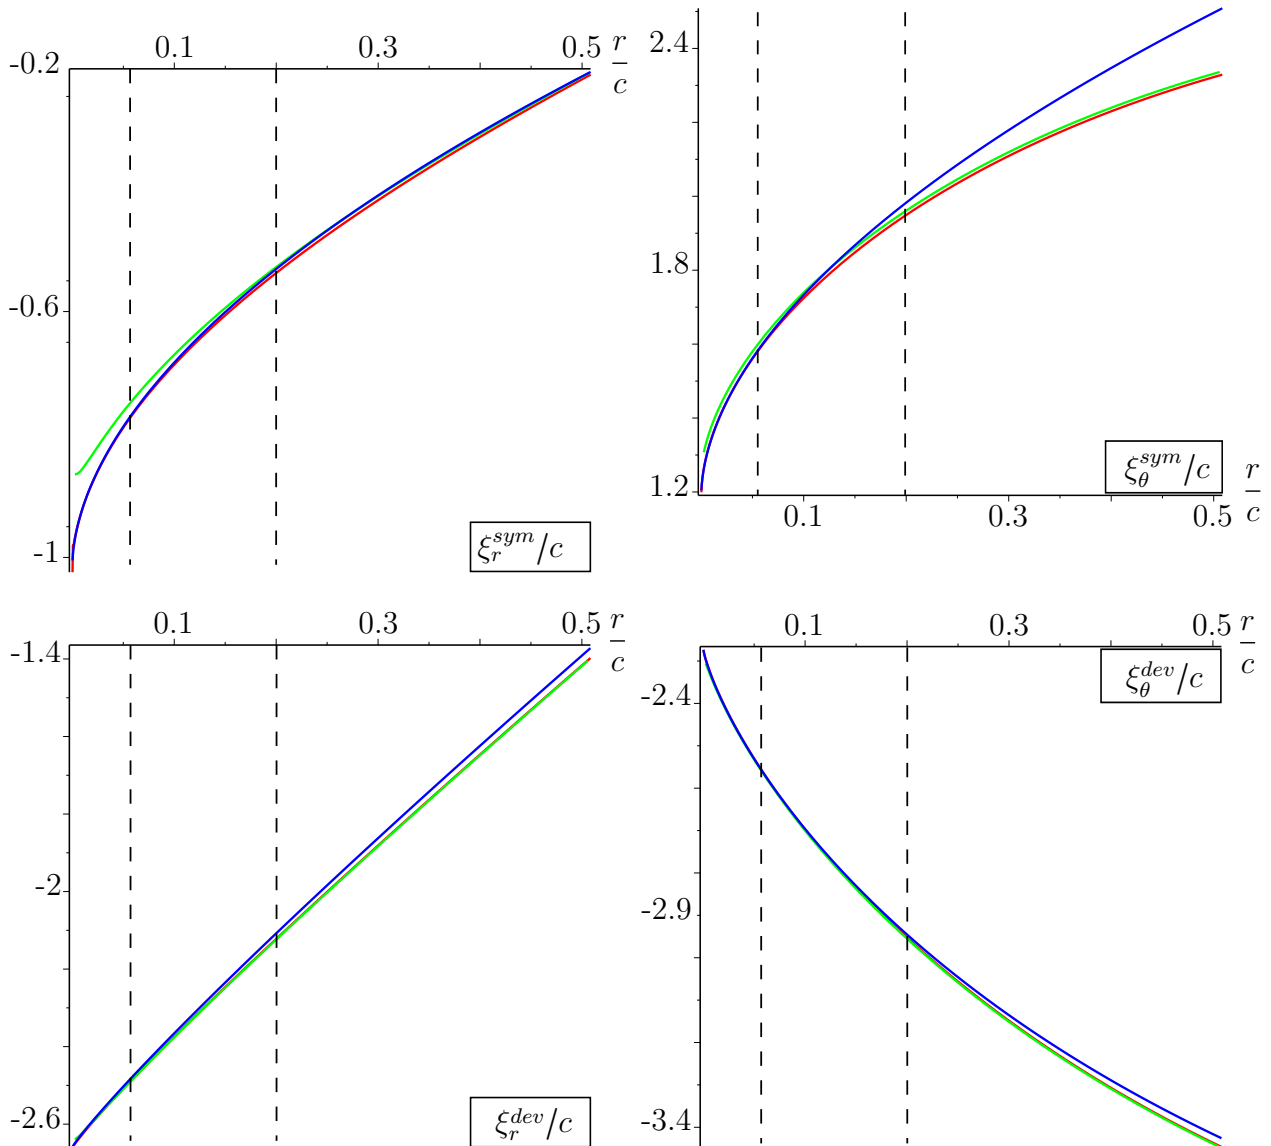 0.1 0.3 0.5 r/c
-0.2
-0.6
-1
ξ_r^{sym}/c
2.4
1.8
1.2
ξ_θ^{sym}/c r/c
0.1 0.3 0.5
0.1 0.3 0.5 r/c
-1.4
-2
-2.6
ξ_r^{dev}/c
0.1 0.3 0.5 r/c
ξ_θ^{dev}/c
-2.4
-2.9
-3.4